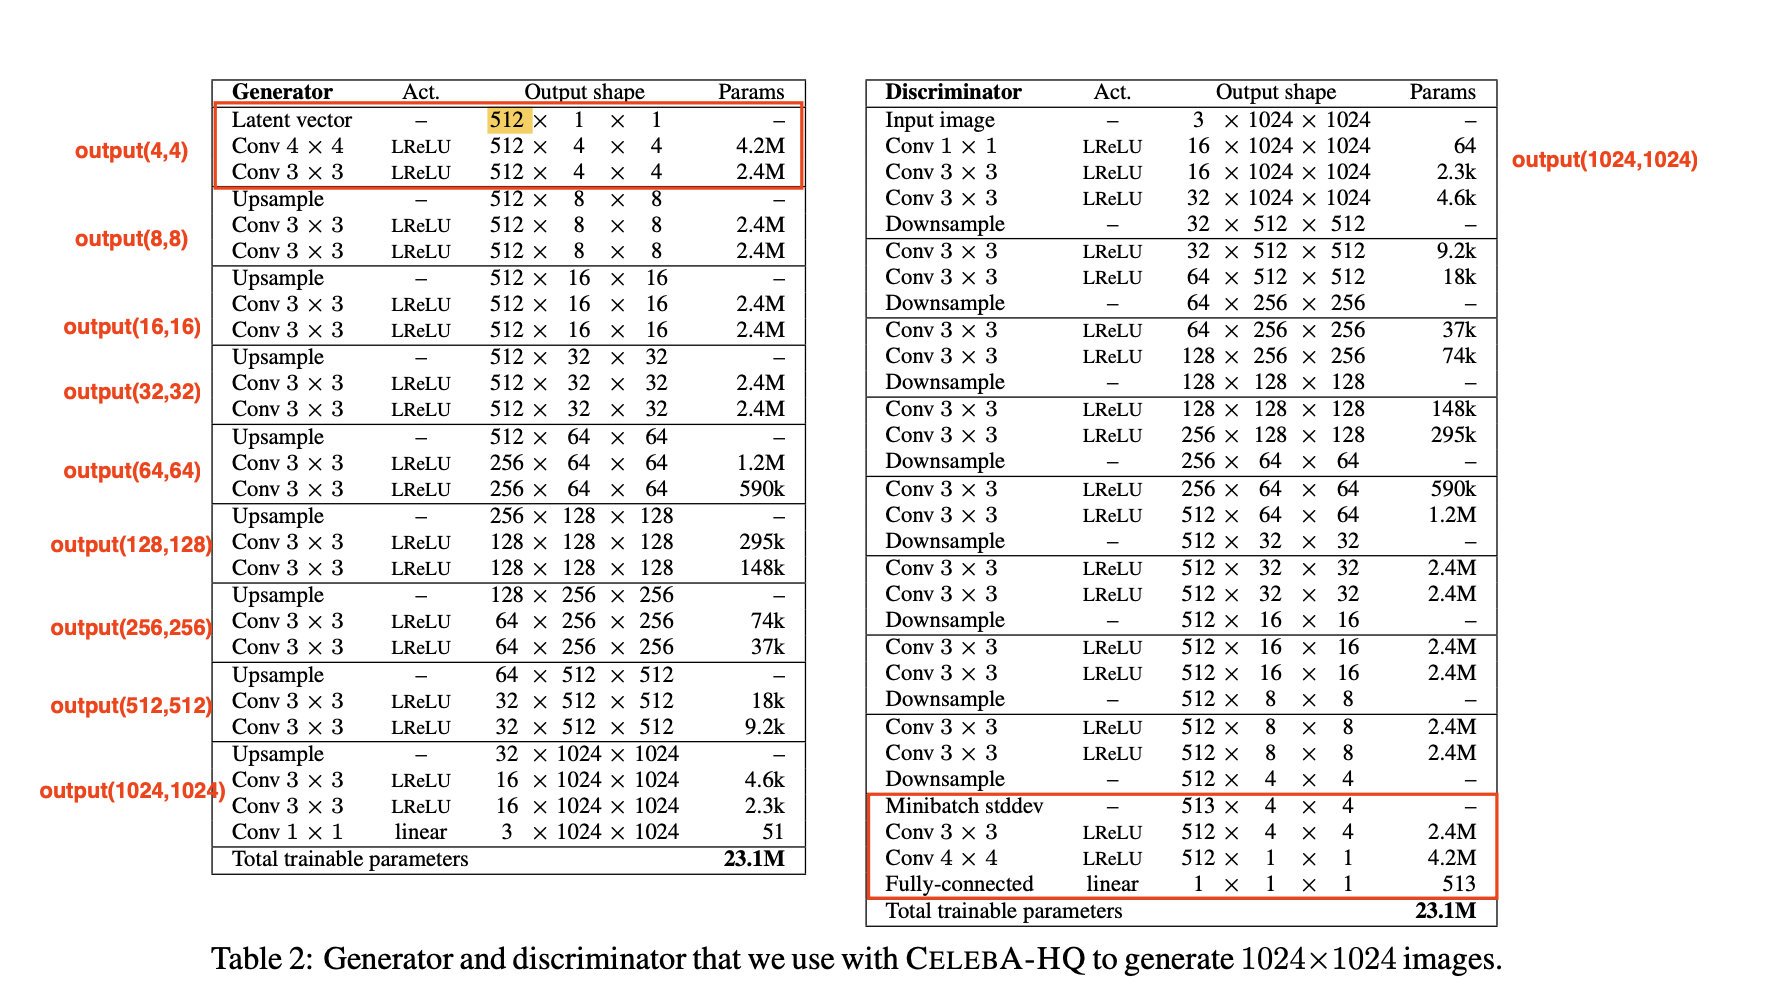 Generator Act. Output shape Params
Latent vector – 512 × 1 × 1 –
Conv 4 × 4 LReLU 512 × 4 × 4 4.2M
Conv 3 × 3 LReLU 512 × 4 × 4 2.4M
Upsample – 512 × 8 × 8 –
Conv 3 × 3 LReLU 512 × 8 × 8 2.4M
Conv 3 × 3 LReLU 512 × 8 × 8 2.4M
Upsample – 512 × 16 × 16 –
Conv 3 × 3 LReLU 512 × 16 × 16 2.4M
Conv 3 × 3 LReLU 512 × 16 × 16 2.4M
Upsample – 512 × 32 × 32 –
Conv 3 × 3 LReLU 512 × 32 × 32 2.4M
Conv 3 × 3 LReLU 512 × 32 × 32 2.4M
Upsample – 512 × 64 × 64 –
Conv 3 × 3 LReLU 256 × 64 × 64 1.2M
Conv 3 × 3 LReLU 256 × 64 × 64 590k
Upsample – 256 × 128 × 128 –
Conv 3 × 3 LReLU 128 × 128 × 128 295k
Conv 3 × 3 LReLU 128 × 128 × 128 148k
Upsample – 128 × 256 × 256 –
Conv 3 × 3 LReLU 64 × 256 × 256 74k
Conv 3 × 3 LReLU 64 × 256 × 256 37k
Upsample – 64 × 512 × 512 –
Conv 3 × 3 LReLU 32 × 512 × 512 18k
Conv 3 × 3 LReLU 32 × 512 × 512 9.2k
Upsample – 32 × 1024 × 1024 –
Conv 3 × 3 LReLU 16 × 1024 × 1024 4.6k
Conv 3 × 3 LReLU 16 × 1024 × 1024 2.3k
Conv 1 × 1 linear 3 × 1024 × 1024 51
Total trainable parameters 23.1M
output(4,4)
output(8,8)
output(16,16)
output(32,32)
output(64,64)
output(128,128)
output(256,256)
output(512,512)
output(1024,1024)
Discriminator Act. Output shape Params
Input image – 3 × 1024 × 1024 –
Conv 1 × 1 LReLU 16 × 1024 × 1024 64
Conv 3 × 3 LReLU 16 × 1024 × 1024 2.3k
Conv 3 × 3 LReLU 32 × 1024 × 1024 4.6k
Downsample – 32 × 512 × 512 –
Conv 3 × 3 LReLU 32 × 512 × 512 9.2k
Conv 3 × 3 LReLU 64 × 512 × 512 18k
Downsample – 64 × 256 × 256 –
Conv 3 × 3 LReLU 64 × 256 × 256 37k
Conv 3 × 3 LReLU 128 × 256 × 256 74k
Downsample – 128 × 128 × 128 –
Conv 3 × 3 LReLU 128 × 128 × 128 148k
Conv 3 × 3 LReLU 256 × 128 × 128 295k
Downsample – 256 × 64 × 64 –
Conv 3 × 3 LReLU 256 × 64 × 64 590k
Conv 3 × 3 LReLU 512 × 64 × 64 1.2M
Downsample – 512 × 32 × 32 –
Conv 3 × 3 LReLU 512 × 32 × 32 2.4M
Conv 3 × 3 LReLU 512 × 32 × 32 2.4M
Downsample – 512 × 16 × 16 –
Conv 3 × 3 LReLU 512 × 16 × 16 2.4M
Conv 3 × 3 LReLU 512 × 16 × 16 2.4M
Downsample – 512 × 8 × 8 –
Conv 3 × 3 LReLU 512 × 8 × 8 2.4M
Conv 3 × 3 LReLU 512 × 8 × 8 2.4M
Downsample – 512 × 4 × 4 –
Minibatch stddev – 513 × 4 × 4 –
Conv 3 × 3 LReLU 512 × 4 × 4 2.4M
Conv 4 × 4 LReLU 512 × 1 × 1 4.2M
Fully-connected linear 1 × 1 × 1 513
Total trainable parameters 23.1M
output(1024,1024)
Table 2: Generator and discriminator that we use with CELEBA-HQ to generate 1024×1024 images.